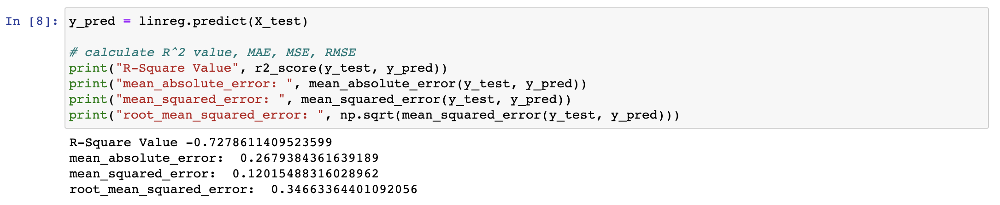 In [8]: y_pred = linreg.predict(X_test)
# calculate R^2 value, MAE, MSE, RMSE
print("R-Square Value", r2_score(y_test, y_pred))
print("mean_absolute_error: ", mean_absolute_error(y_test, y_pred))
print("mean_squared_error: ", mean_squared_error(y_test, y_pred))
print("root_mean_squared_error: ", np.sqrt(mean_squared_error(y_test, y_pred)))
R-Square Value -0.7278611409523599
mean_absolute_error:  0.2679384361639189
mean_squared_error:  0.12015488316028962
root_mean_squared_error:  0.34663364401092056